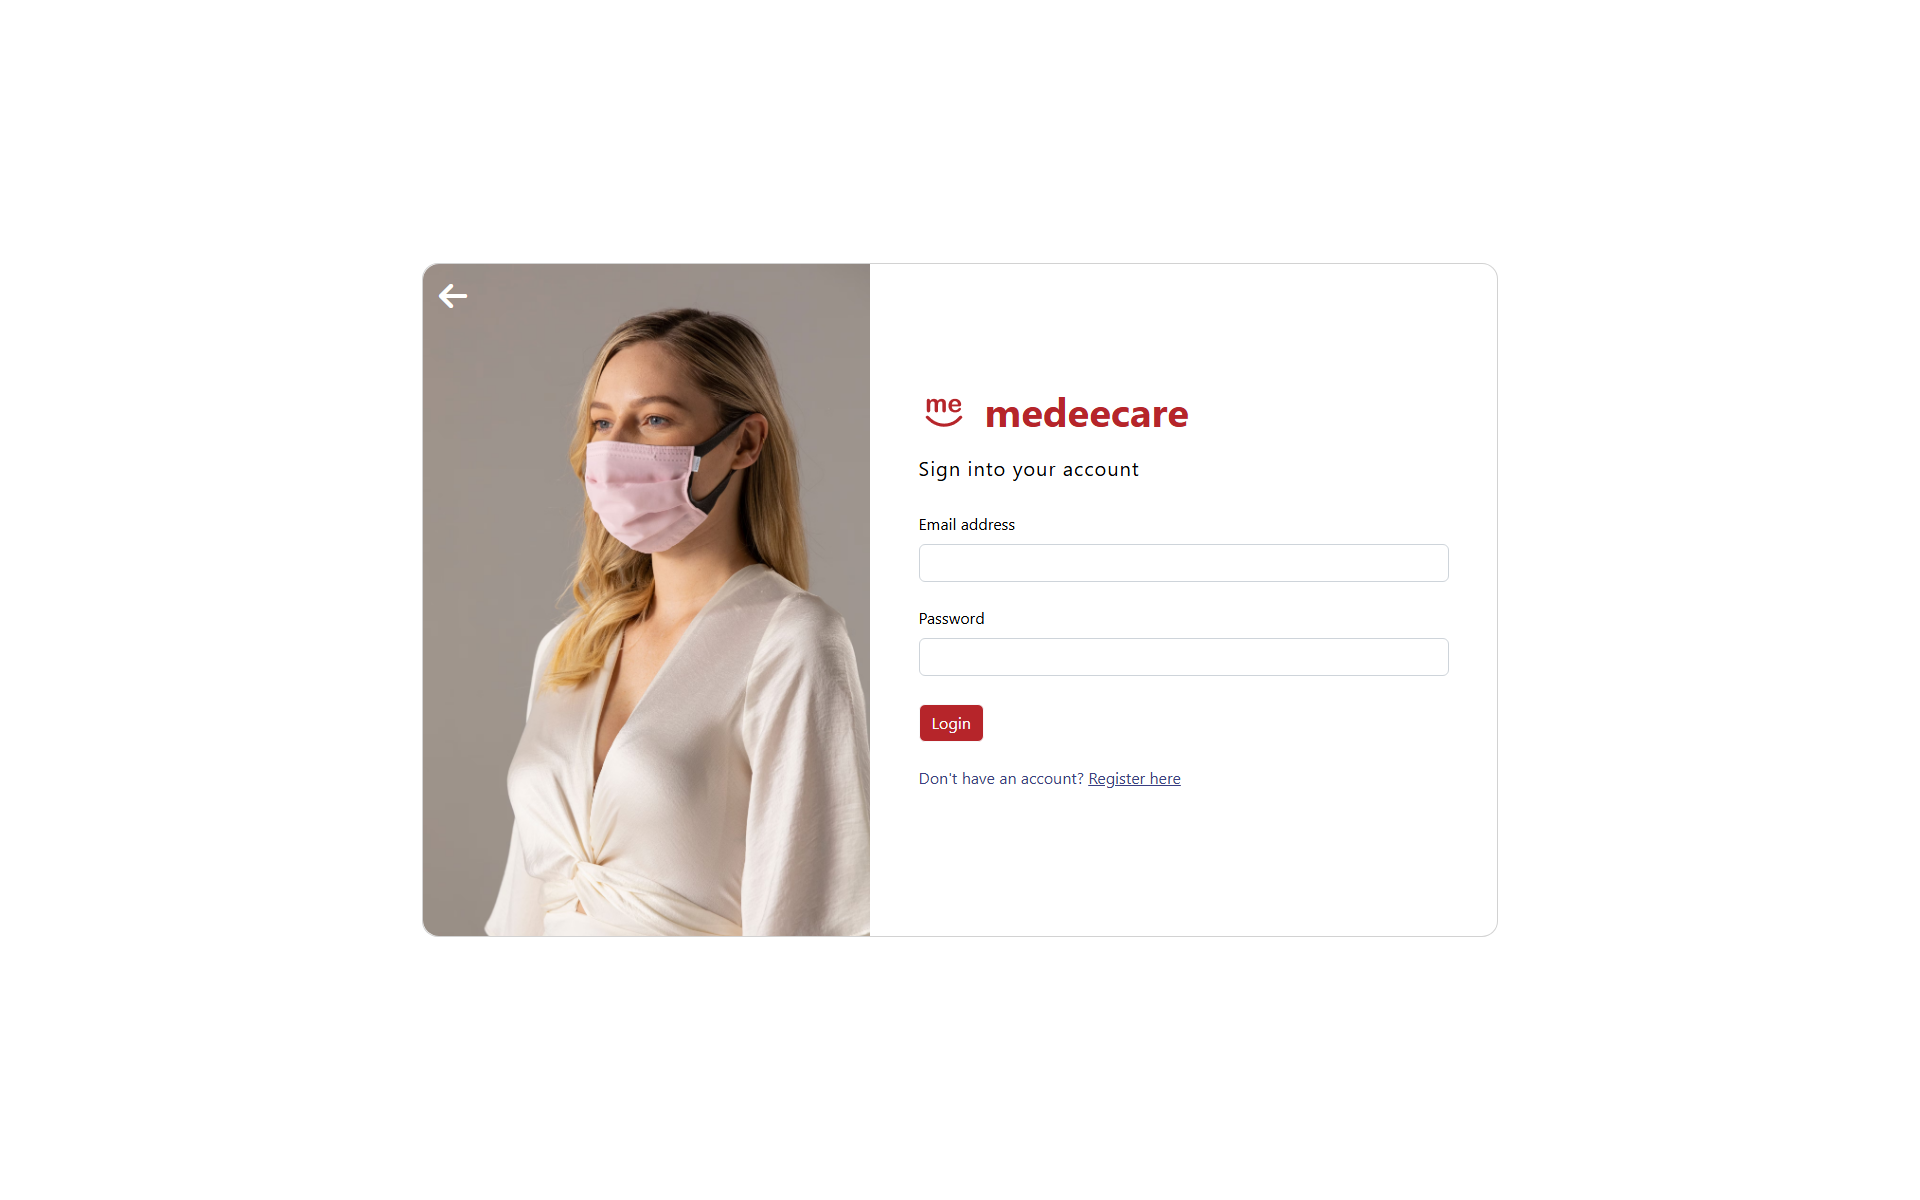 me
medeecare
Sign into your account
Email address
Password
Login
Don't have an account? Register here